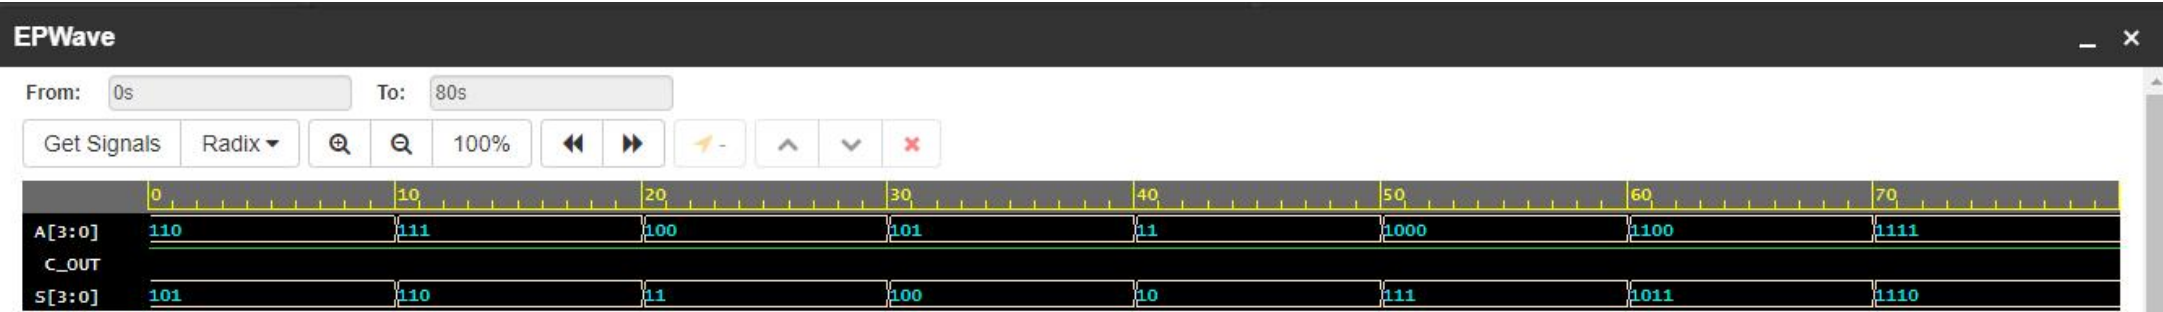 EPWave
From: 0s To: 80s
Get Signals Radix 100% -
0 10 20 30 40 50 60 70
A[3:0] 110 111 100 101 11 1000 1100 1111
C_OUT
S[3:0] 101 110 11 100 10 111 1011 1110